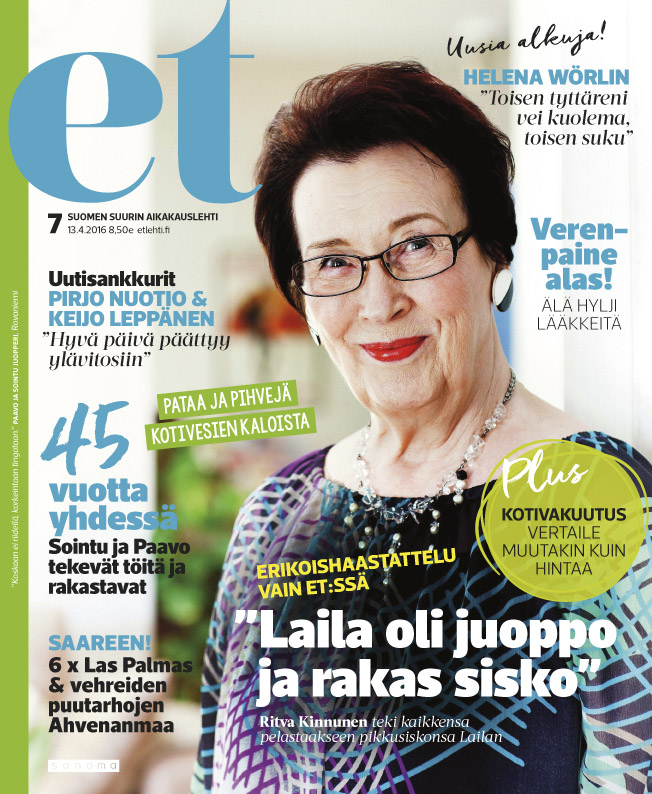 et
7 SUOMEN SUURIN AIKAKAUSLEHTI
13.4.2016 8,50e etlehti.fi
Uusia alkuja!
HELENA WÖRLIN
”Toisen tyttäreni
vei kuolema,
toisen suku”
Veren-
paine
alas!
ÄLÄ HYLJI
LÄÄKKEITÄ
Uutisankkurit
PIRJO NUOTIO &
KEIJO LEPPÄNEN
”Hyvä päivä päättyy
ylävitosiin”
PATAA JA PIHVEJÄ
KOTIVESIEN KALOISTA
45
vuotta
yhdessä
Sointu ja Paavo
tekevät töitä ja
rakastavat
"Koskaan ei riidellä, korkeintaan tingataan" PAAVO JA SOINTU JUOPPERI, Rovaniemi
Plus
KOTIVAKUUTUS
VERTAILE
MUUTAKIN KUIN
HINTAA
ERIKOISHAASTATTELU
VAIN ET:SSÄ
”Laila oli juoppo
ja rakas sisko”
Ritva Kinnunen teki kaikkensa
pelastaakseen pikkusiskonsa Lailan
SAAREEN!
6 x Las Palmas
& vehreiden
puutarhojen
Ahvenanmaa
sanoma